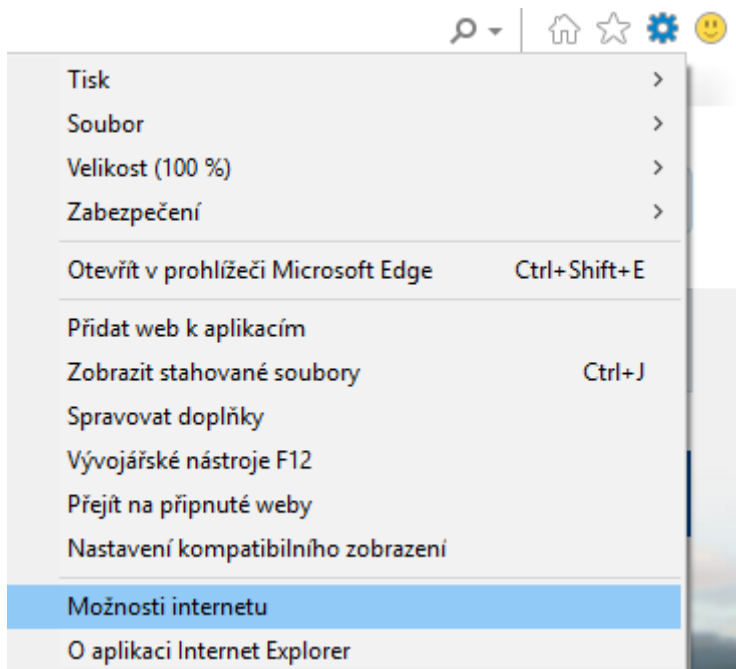 Tisk
Soubor
Velikost (100 %)
Zabezpečení
Otevřít v prohlížeči Microsoft Edge Ctrl+Shift+E
Přidat web k aplikacím
Zobrazit stahované soubory Ctrl+J
Spravovat doplňky
Vývojářské nástroje F12
Přejít na připnuté weby
Nastavení kompatibilního zobrazení
Možnosti internetu
O aplikaci Internet Explorer